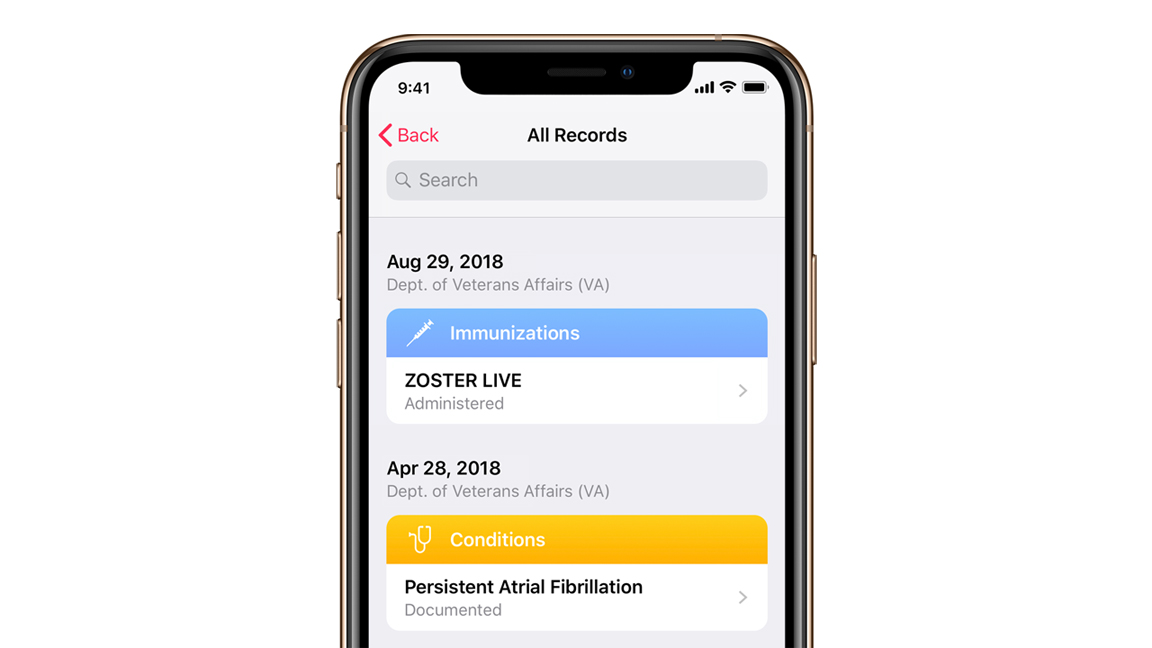 9:41
Back
All Records
Search
Aug 29, 2018
Dept. of Veterans Affairs (VA)
Immunizations
ZOSTER LIVE
Administered
Apr 28, 2018
Dept. of Veterans Affairs (VA)
Conditions
Persistent Atrial Fibrillation
Documented